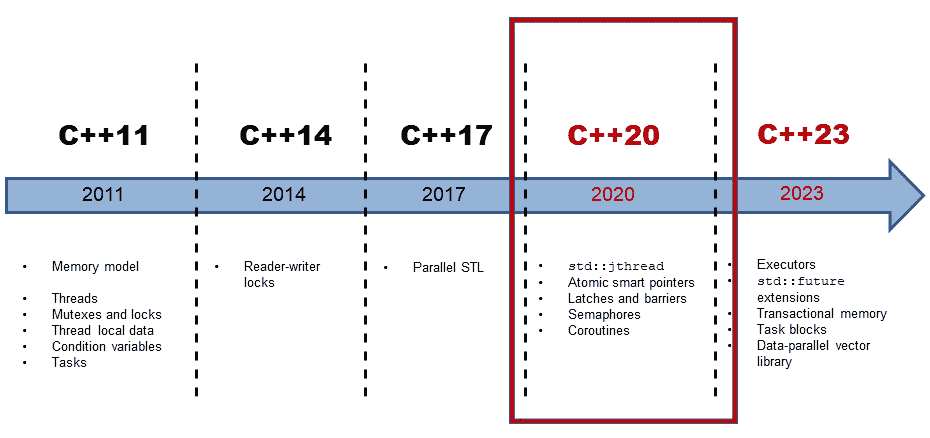 C++11
C++14
C++17
C++20
C++23
2011
2014
2017
2020
2023
• Memory model
• Threads
• Mutexes and locks
• Thread local data
• Condition variables
• Tasks
• Reader-writer
locks
• Parallel STL
• std::jthread
• Atomic smart pointers
• Latches and barriers
• Semaphores
• Coroutines
• Executors
• std::future
extensions
• Transactional memory
• Task blocks
• Data-parallel vector
library